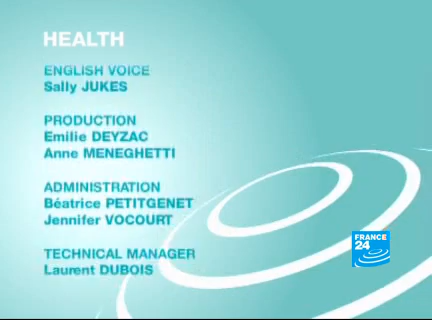 HEALTH
ENGLISH VOICE
Sally JUKES
PRODUCTION
Emilie DEYZAC
Anne MENEGHETTI
ADMINISTRATION
Béatrice PETITGENET
Jennifer VOCOURT
TECHNICAL MANAGER
Laurent DUBOIS
FRANCE
24